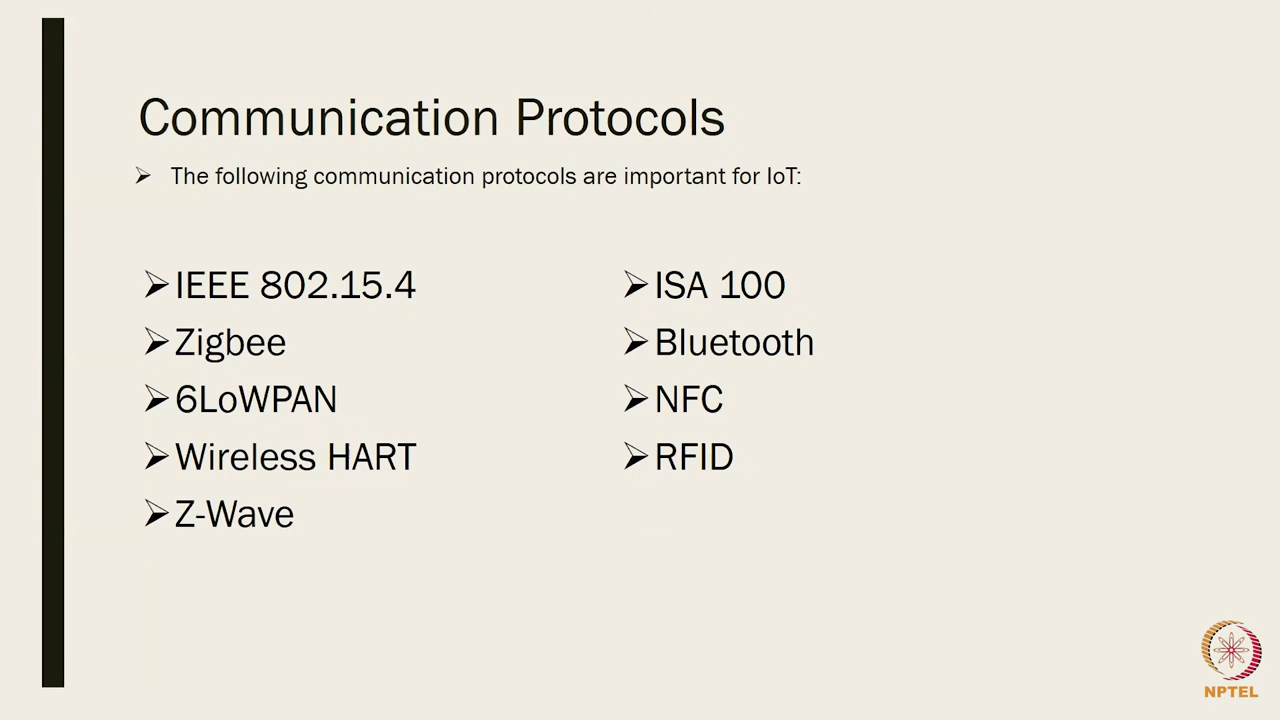 Communication Protocols
The following communication protocols are important for IoT:
IEEE 802.15.4
Zigbee
6LoWPAN
Wireless HART
Z-Wave
ISA 100
Bluetooth
NFC
RFID
NPTEL